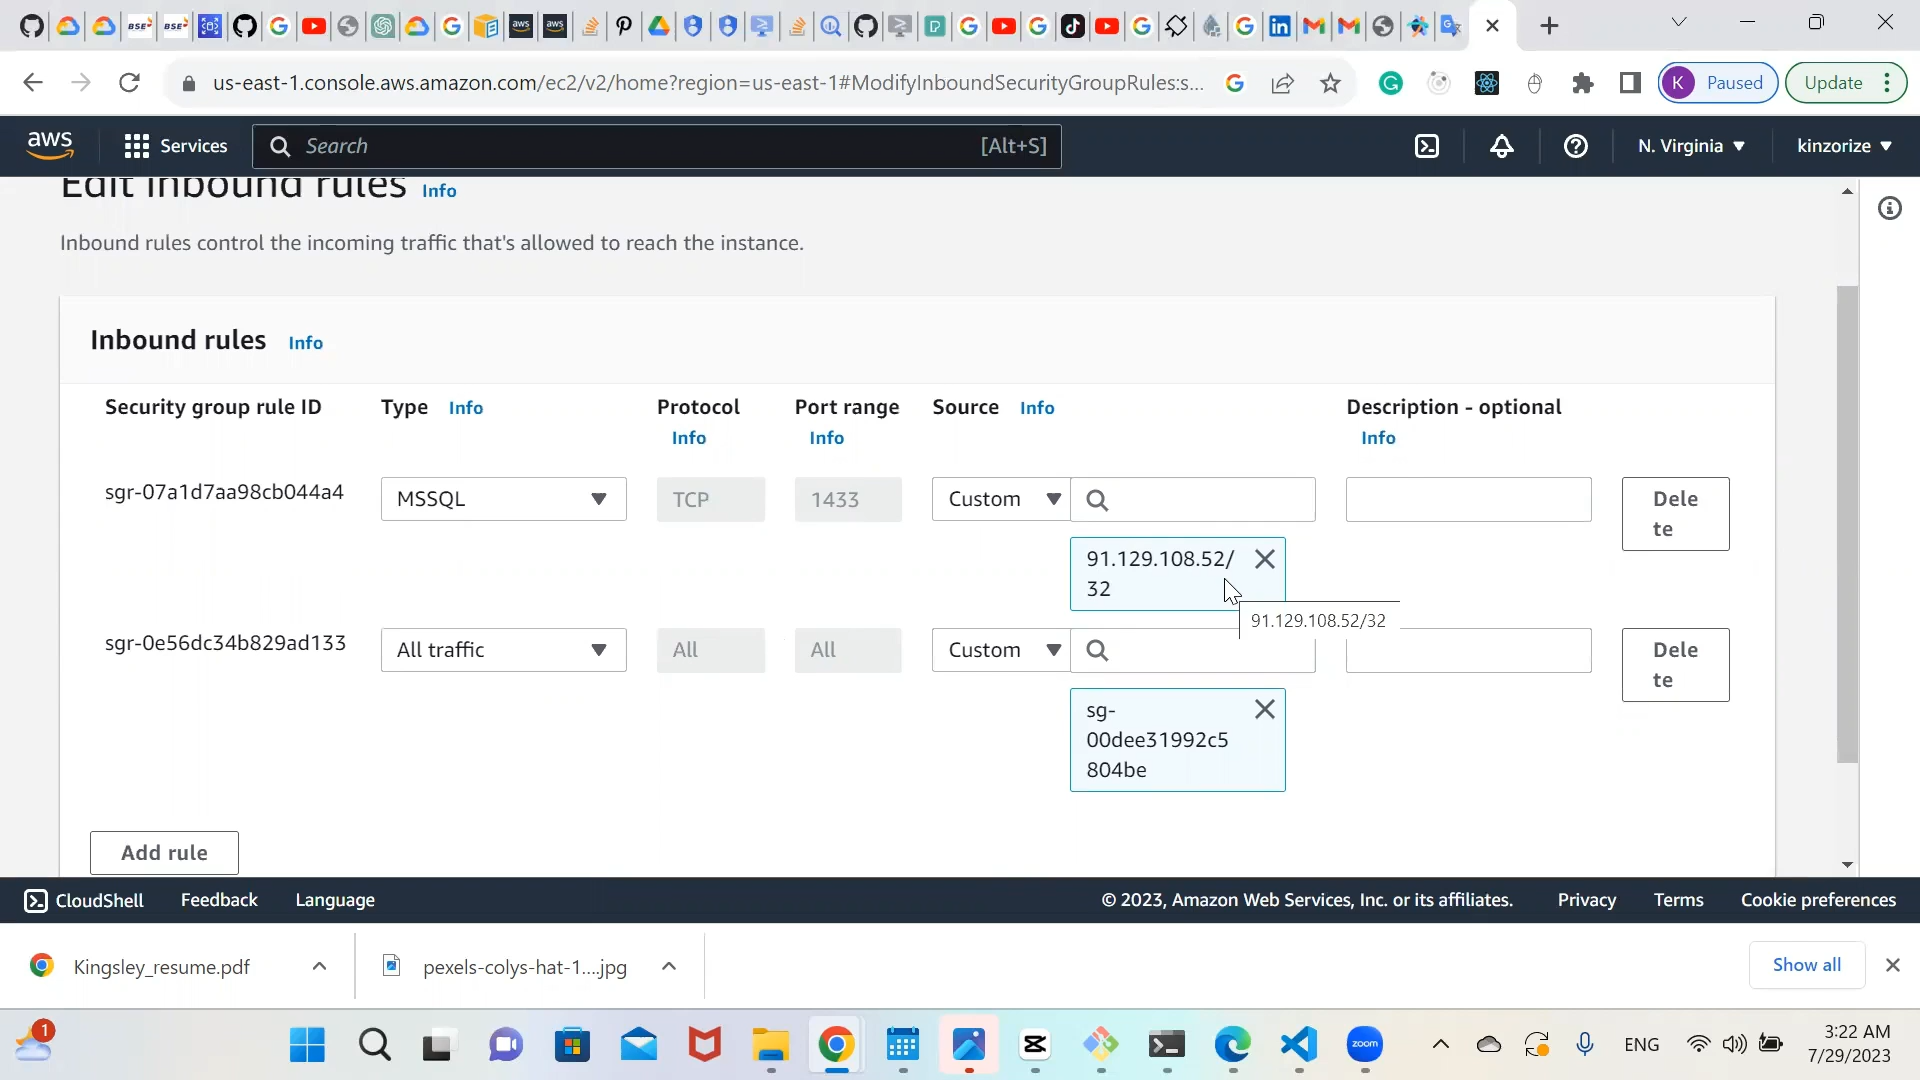 us-east-1.console.aws.amazon.com/ec2/v2/home?region=us-east-1#ModifyInboundSecurityGroupRules:s...
K Paused
Update
aws
Services
Search
[Alt+S]
N. Virginia
kinzorize
Edit inbound rules Info
Inbound rules control the incoming traffic that's allowed to reach the instance.
Inbound rules Info
Security group rule ID
Type Info
Protocol
Info
Port range
Info
Source Info
Description - optional
Info
sgr-07a1d7aa98cb044a4
MSSQL
TCP
1433
Custom
Dele
te
91.129.108.52/
32
91.129.108.52/32
sgr-0e56dc34b829ad133
All traffic
All
All
Custom
Dele
te
sg-
00dee31992c5
804be
Add rule
CloudShell
Feedback
Language
© 2023, Amazon Web Services, Inc. or its affiliates.
Privacy
Terms
Cookie preferences
Kingsley_resume.pdf
pexels-colys-hat-1....jpg
Show all
1
zoom
ENG
3:22 AM
7/29/2023